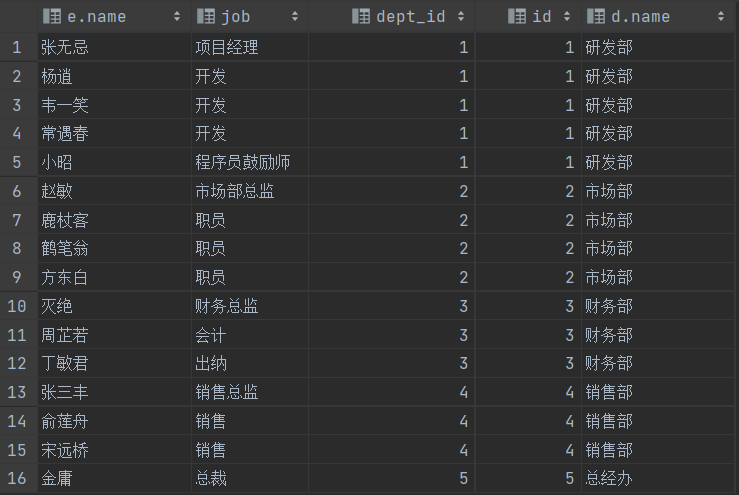 e.name job dept_id id d.name
1 张无忌 项目经理 1 1 研发部
2 杨逍 开发 1 1 研发部
3 韦一笑 开发 1 1 研发部
4 常遇春 开发 1 1 研发部
5 小昭 程序员鼓励师 1 1 研发部
6 赵敏 市场部总监 2 2 市场部
7 鹿杖客 职员 2 2 市场部
8 鹤笔翁 职员 2 2 市场部
9 方东白 职员 2 2 市场部
10 灭绝 财务总监 3 3 财务部
11 周芷若 会计 3 3 财务部
12 丁敏君 出纳 3 3 财务部
13 张三丰 销售总监 4 4 销售部
14 俞莲舟 销售 4 4 销售部
15 宋远桥 销售 4 4 销售部
16 金庸 总裁 5 5 总经办